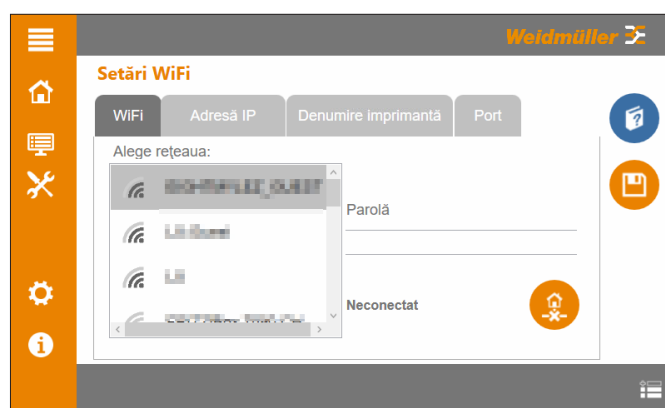 Weidmüller
Setări WiFi
WiFi Adresă IP Denumire imprimantă Port
Alege rețeaua:
Parolă
Neconectat